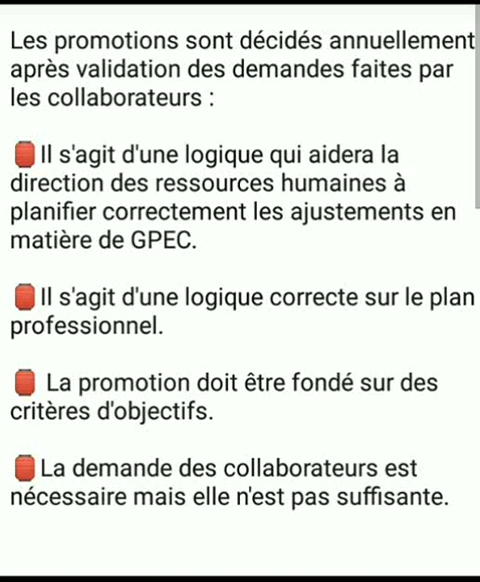 Les promotions sont décidés annuellement
après validation des demandes faites par
les collaborateurs :
🏮Il s'agit d'une logique qui aidera la
direction des ressources humaines à
planifier correctement les ajustements en
matière de GPEC.
🏮Il s'agit d'une logique correcte sur le plan
professionnel.
🏮 La promotion doit être fondé sur des
critères d'objectifs.
🏮La demande des collaborateurs est
nécessaire mais elle n'est pas suffisante.